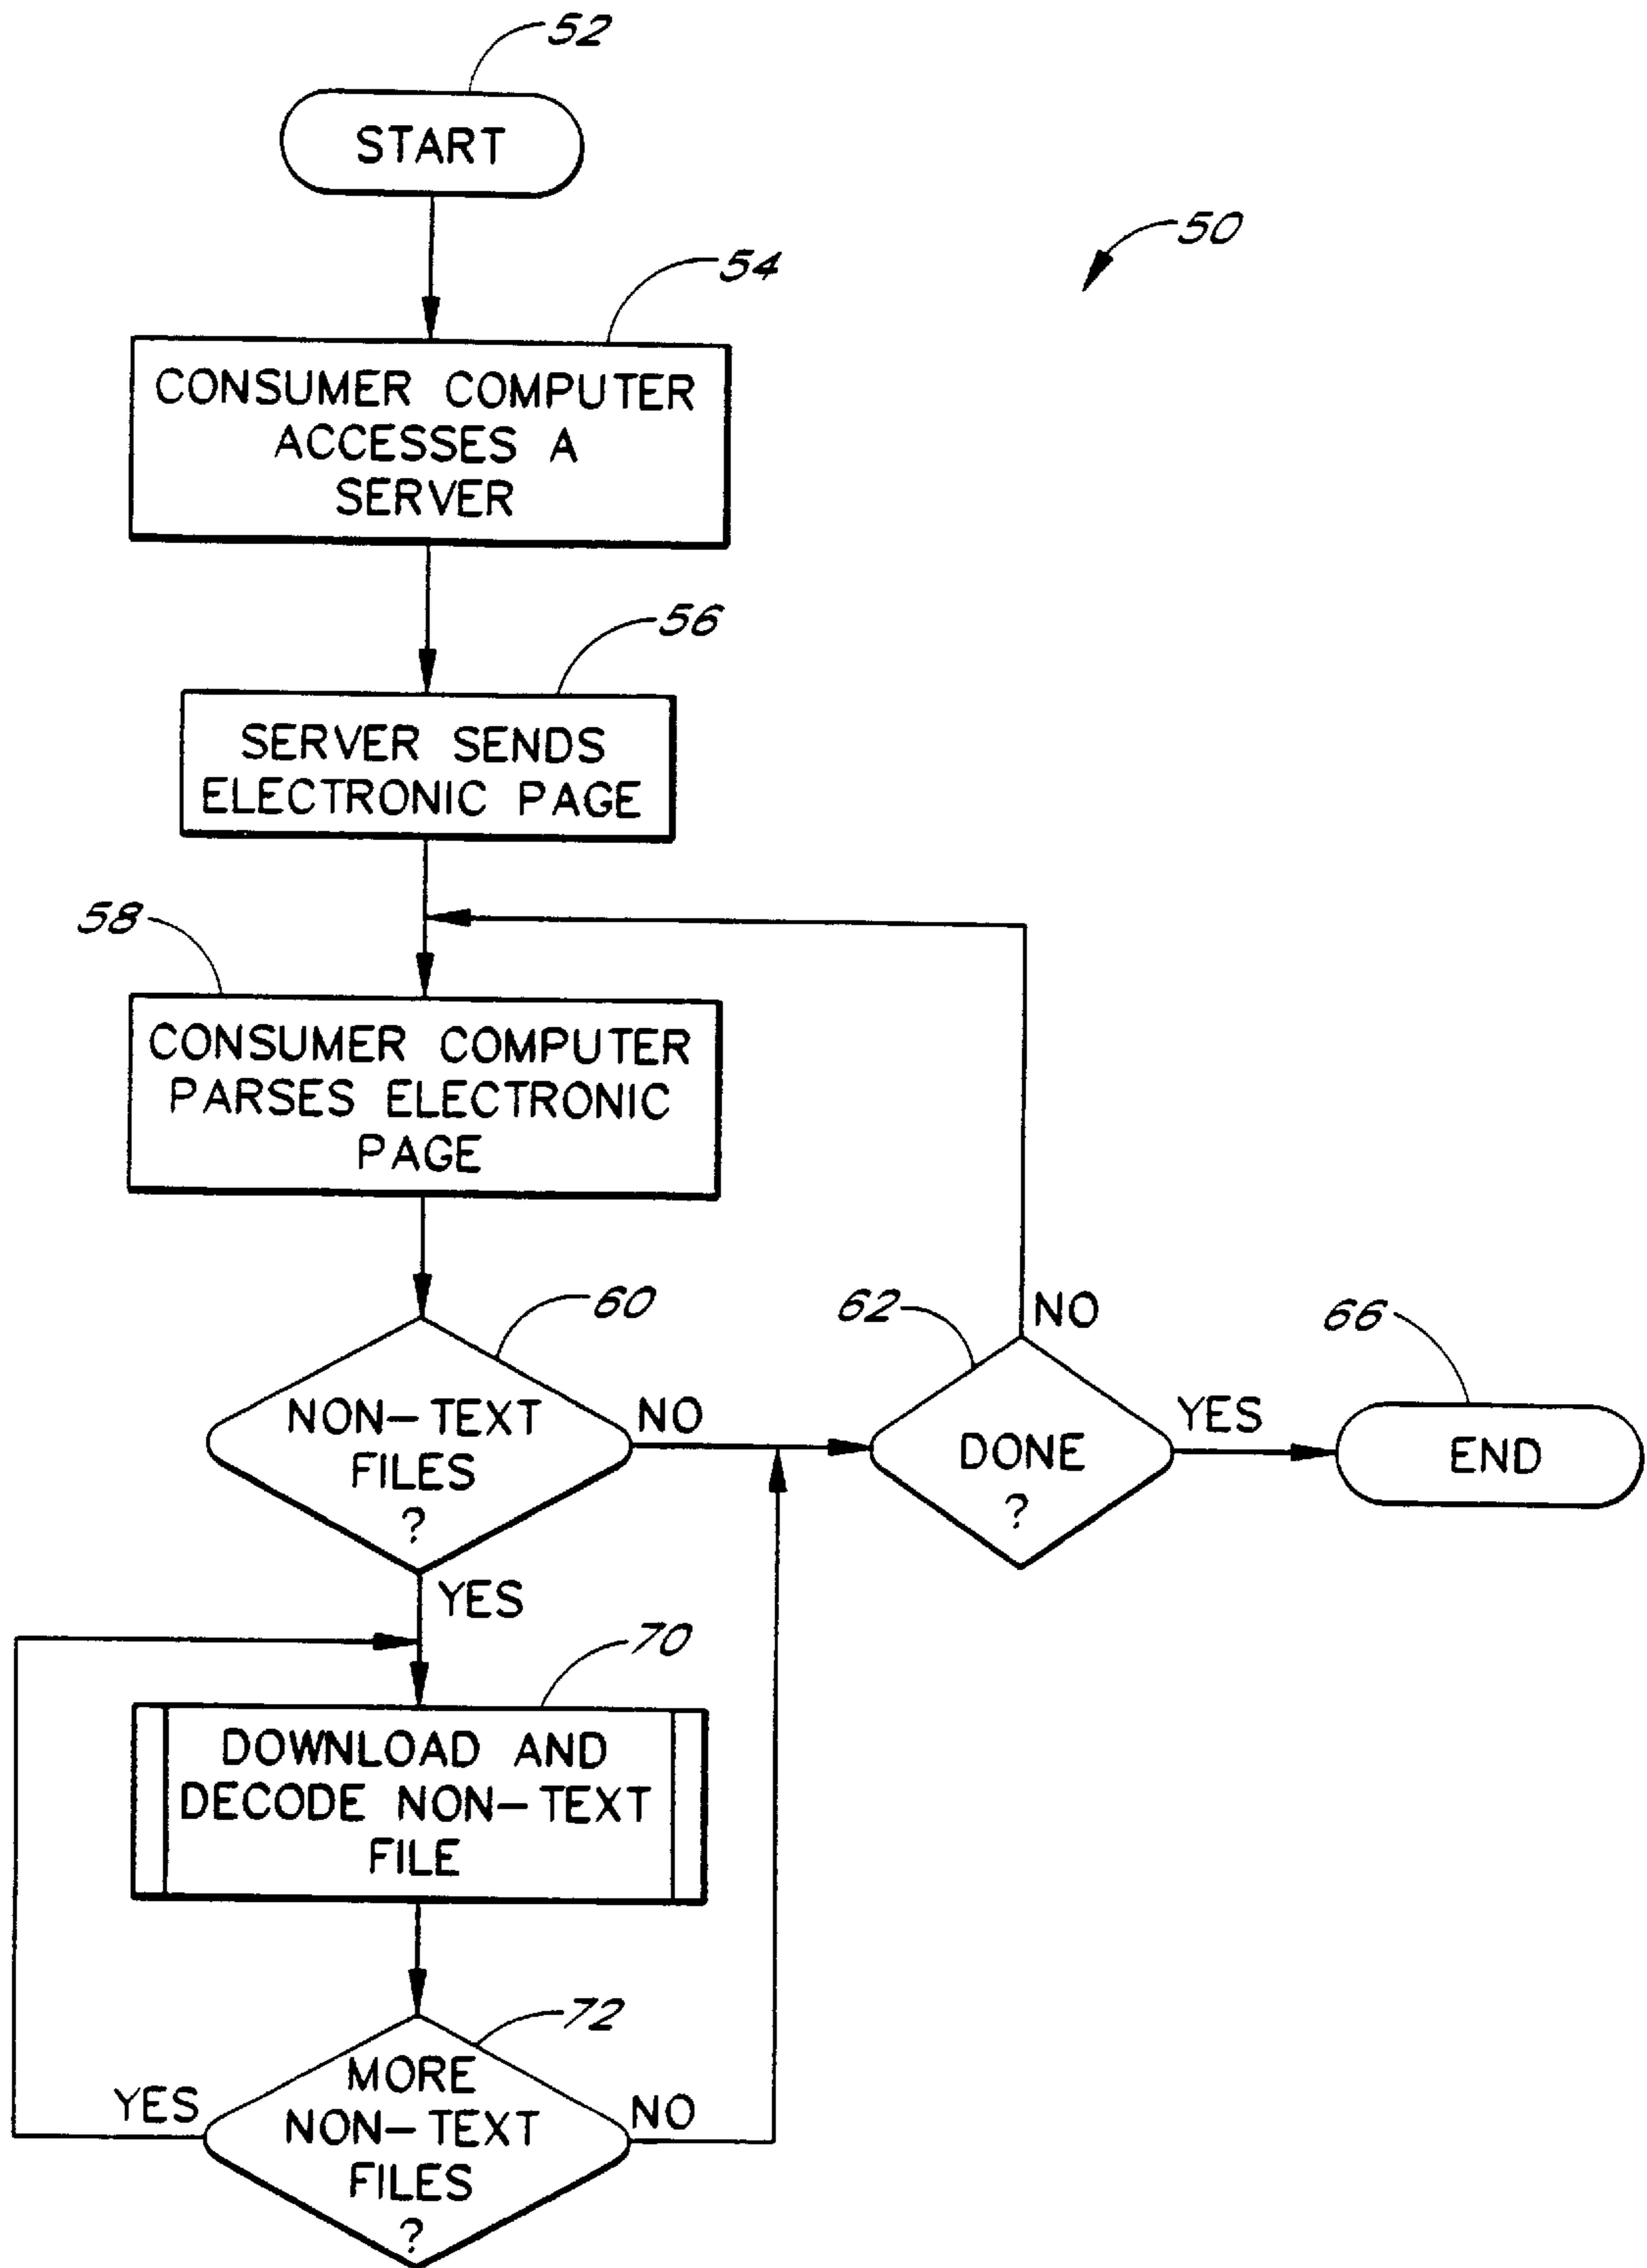 52
START
50
54
CONSUMER COMPUTER
ACCESSES A
SERVER
56
SERVER SENDS
ELECTRONIC PAGE
58
CONSUMER COMPUTER
PARSES ELECTRONIC
PAGE
60
NON-TEXT
FILES
?
NO
YES
62
DONE
?
NO
YES
66
END
70
DOWNLOAD AND
DECODE NON-TEXT
FILE
72
MORE
NON-TEXT
FILES
?
YES
NO